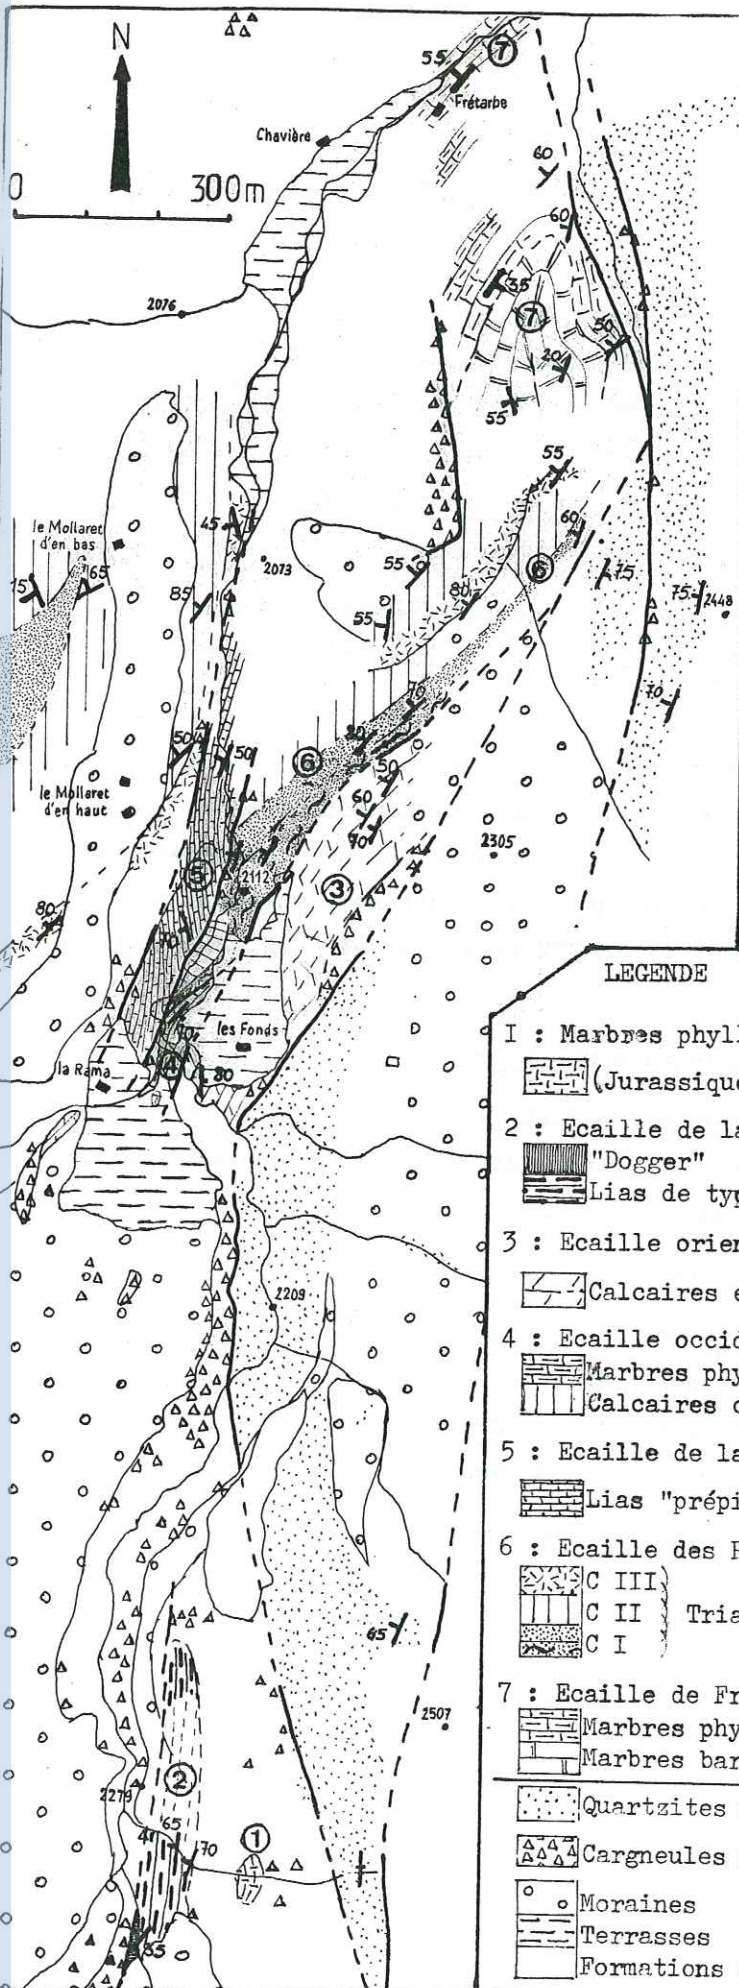 N
0 300m
55
7
Frétarbe
Chavière
60
60
2076
35
7
50
20
55
55
le Mollaret
d'en bas
45
2073
60
6
75
65
85
55
55
80
75
75
2448
70
70
50
50
6
80
50
60
70
le Mollaret
d'en haut
2305
5
2112
3
80
70
les Fonds
la Rama
4
80
2209
65
2507
2
2279
65
70
1
55
LEGENDE
I : Marbres phyll
(Jurassique
2 : Ecaille de la
"Dogger"
Lias de typ
3 : Ecaille orien
Calcaires e
4 : Ecaille occid
Marbres phy
Calcaires d
5 : Ecaille de la
Lias "prépi
6 : Ecaille des F
C III
C II Tria
C I
7 : Ecaille de Fr
Marbres phy
Marbres bar
Quartzites
Cargneules
Moraines
Terrasses
Formations